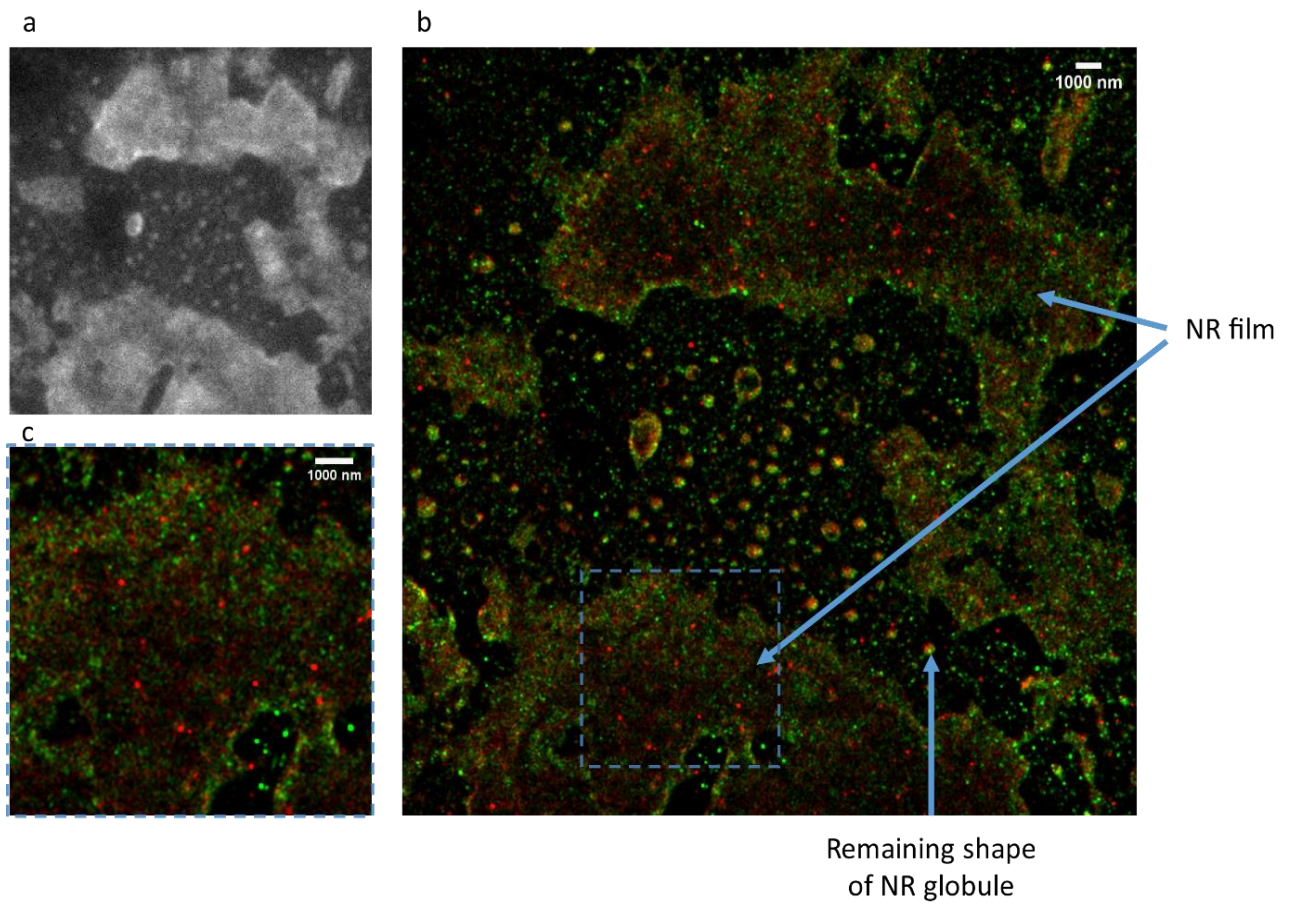 a
b
1000 nm
NR film
c
1000 nm
Remaining shape
of NR globule